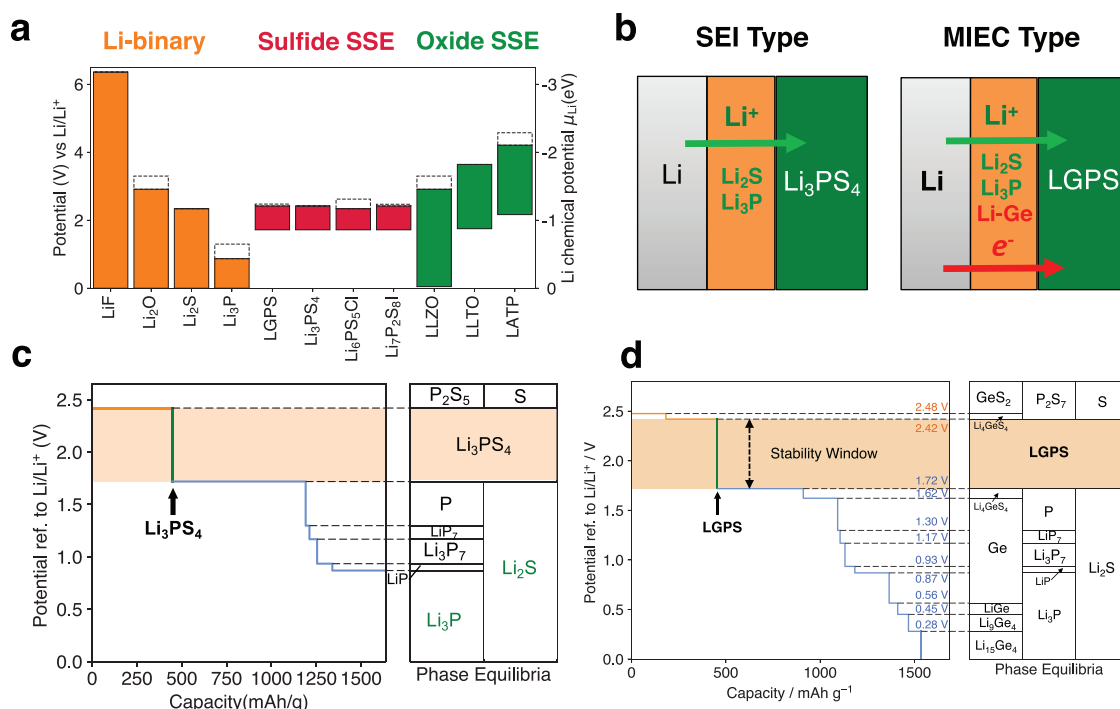 a
Li-binary Sulfide SSE Oxide SSE
Potential (V) vs Li/Li⁺
6
4
2
0
-3
-2
-1
0
Li chemical potential μLi(eV)
LiF
Li₂O
Li₂S
Li₃P
LGPS
Li₃PS₄
Li₆PS₅Cl
Li₇P₂S₈I
LLZO
LLTO
LATP
b
SEI Type
Li
Li⁺
Li₂S
Li₃P
Li₃PS₄
MIEC Type
Li
Li⁺
Li₂S
Li₃P
Li-Ge
e⁻
LGPS
c
Potential ref. to Li/Li⁺ (V)
2.5
2.0
1.5
1.0
0.5
0.0
Li₃PS₄
0 250 500 750 1000 1250 1500
Capacity(mAh/g)
P₂S₅ S
Li₃PS₄
P
LiP₇
Li₃P₇
LiP
Li₂S
Li₃P
Phase Equilibria
d
Potential ref. to Li/Li⁺ / V
2.5
2.0
1.5
1.0
0.5
0.0
Stability Window
LGPS
2.48 V
2.42 V
1.72 V
1.62 V
1.30 V
1.17 V
0.93 V
0.87 V
0.56 V
0.45 V
0.28 V
0 500 1000 1500
Capacity / mAh g⁻¹
GeS₂ P₂S₇ S
Li₄GeS₄
LGPS
Li₄GeS₄
P
LiP₇
Ge
Li₃P₇
LiP
Li₂S
Li₃P
LiGe
Li₉Ge₄
Li₁₅Ge₄
Phase Equilibria